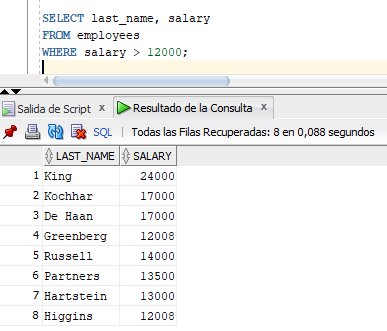 SELECT last_name, salary
FROM employees
WHERE salary > 12000;
Salida de Script x Resultado de la Consulta x
SQL | Todas las Filas Recuperadas: 8 en 0,088 segundos
LAST_NAME SALARY
1 King 24000
2 Kochhar 17000
3 De Haan 17000
4 Greenberg 12008
5 Russell 14000
6 Partners 13500
7 Hartstein 13000
8 Higgins 12008